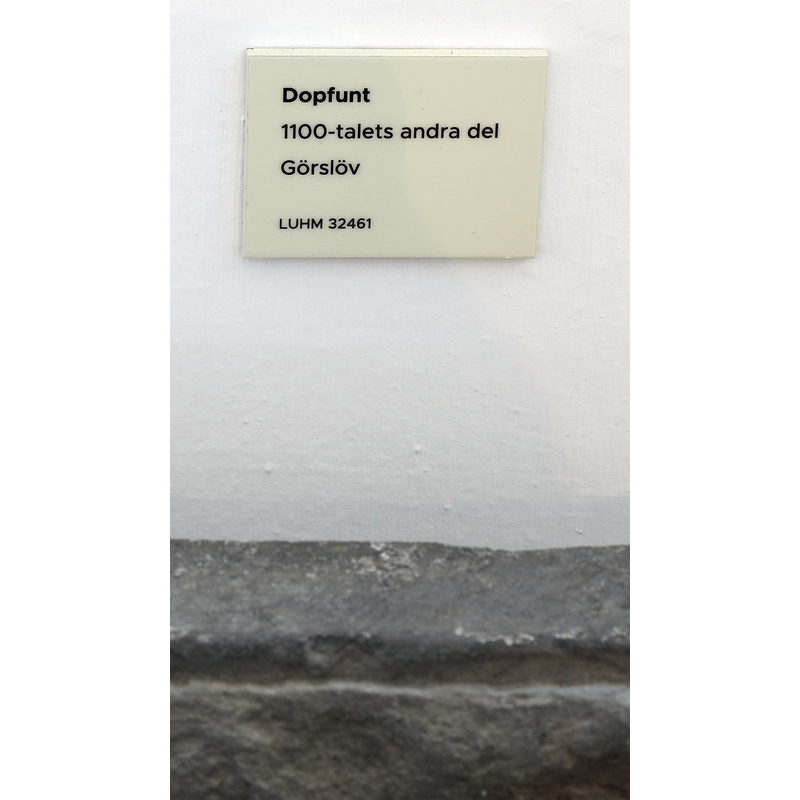 Dopfunt
1100-talets andra del
Görslöv
LUHM 32461